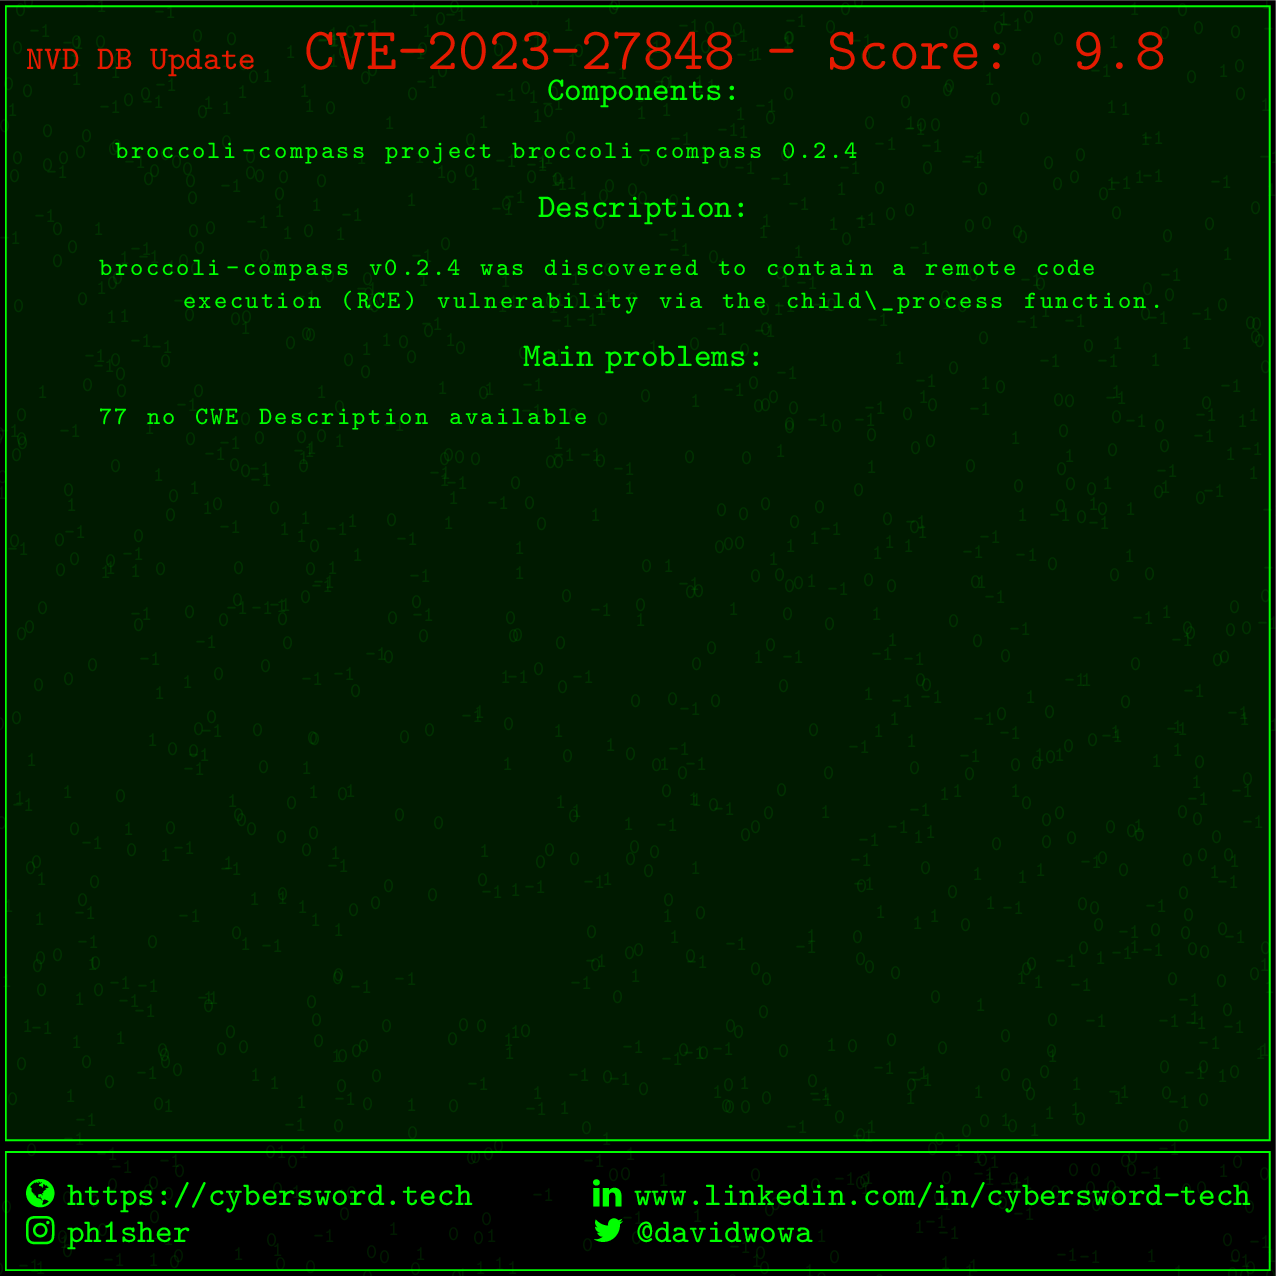 NVD DB Update CVE-2023-27848 - Score: 9.8
Components:
broccoli-compass project broccoli-compass 0.2.4
Description:
broccoli-compass v0.2.4 was discovered to contain a remote code
execution (RCE) vulnerability via the child\_process function.
Main problems:
77 no CWE Description available
https://cybersword.tech www.linkedin.com/in/cybersword-tech
ph1sher @davidwowa